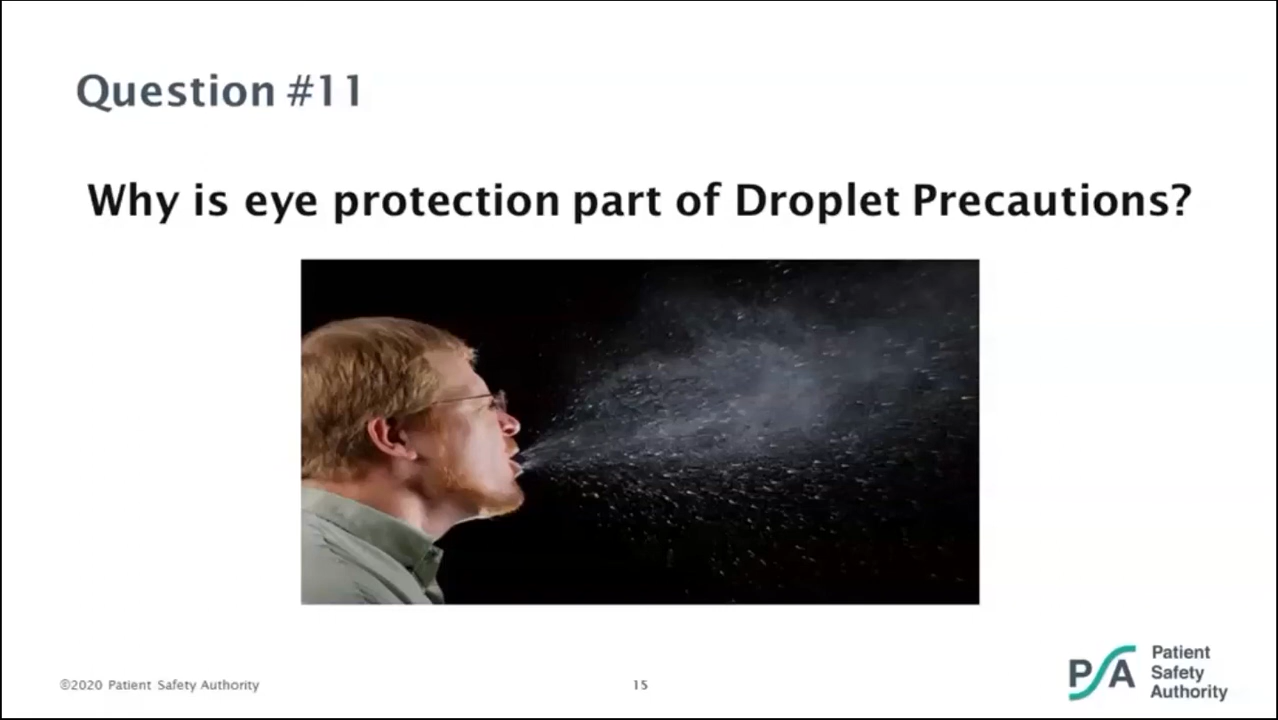 Question #11
Why is eye protection part of Droplet Precautions?
©2020 Patient Safety Authority
15
PSA
Patient
Safety
Authority